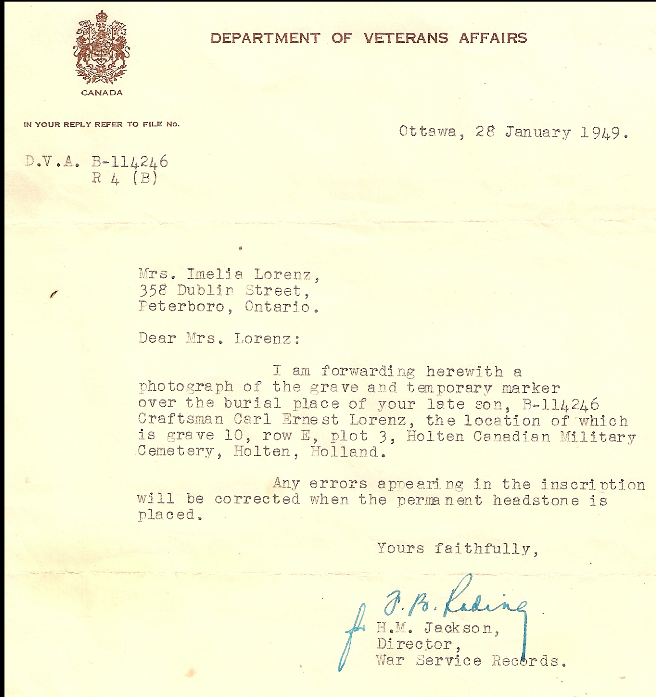 DEPARTMENT OF VETERANS AFFAIRS
CANADA
IN YOUR REPLY REFER TO FILE No.
Ottawa, 28 January 1949.
D.V.A. B-114246
R 4 (B)
Mrs. Imelia Lorenz,
358 Dublin Street,
Peterboro, Ontario.
Dear Mrs. Lorenz:
I am forwarding herewith a
photograph of the grave and temporary marker
over the burial place of your late son, B-114246
Craftsman Carl Ernest Lorenz, the location of which
is grave 10, row E, plot 3, Holten Canadian Military
Cemetery, Holten, Holland.
Any errors appearing in the inscription
will be corrected when the permanent headstone is
placed.
Yours faithfully,
for
H.M. Jackson,
Director,
War Service Records.